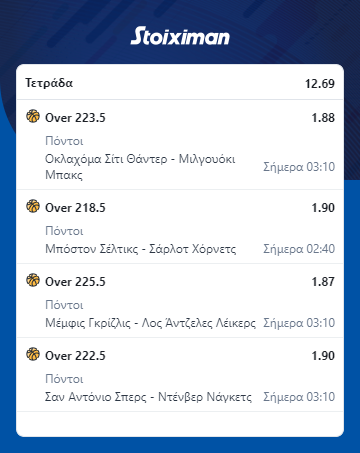 Stoiximan
Τετράδα 12.69
Over 223.5 1.88
Πόντοι
Οκλαχόμα Σίτι Θάντερ - Μιλγουόκι
Μπακς Σήμερα 03:10
Over 218.5 1.90
Πόντοι
Μπόστον Σέλτικς - Σάρλοτ Χόρνετς Σήμερα 02:40
Over 225.5 1.87
Πόντοι
Μέμφις Γκρίζλις - Λος Άντζελες Λέικερς Σήμερα 03:10
Over 222.5 1.90
Πόντοι
Σαν Αντόνιο Σπερς - Ντένβερ Νάγκετς Σήμερα 03:10